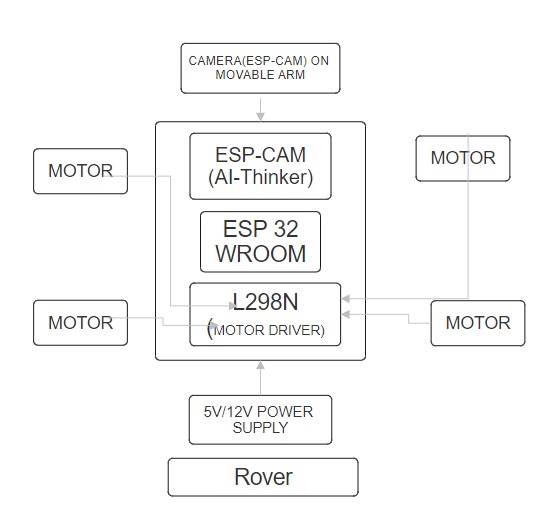 CAMERA(ESP-CAM) ON
MOVABLE ARM
ESP-CAM
(AI-Thinker)
MOTOR
MOTOR
ESP 32
WROOM
L298N
(MOTOR DRIVER)
MOTOR
MOTOR
5V/12V POWER
SUPPLY
Rover